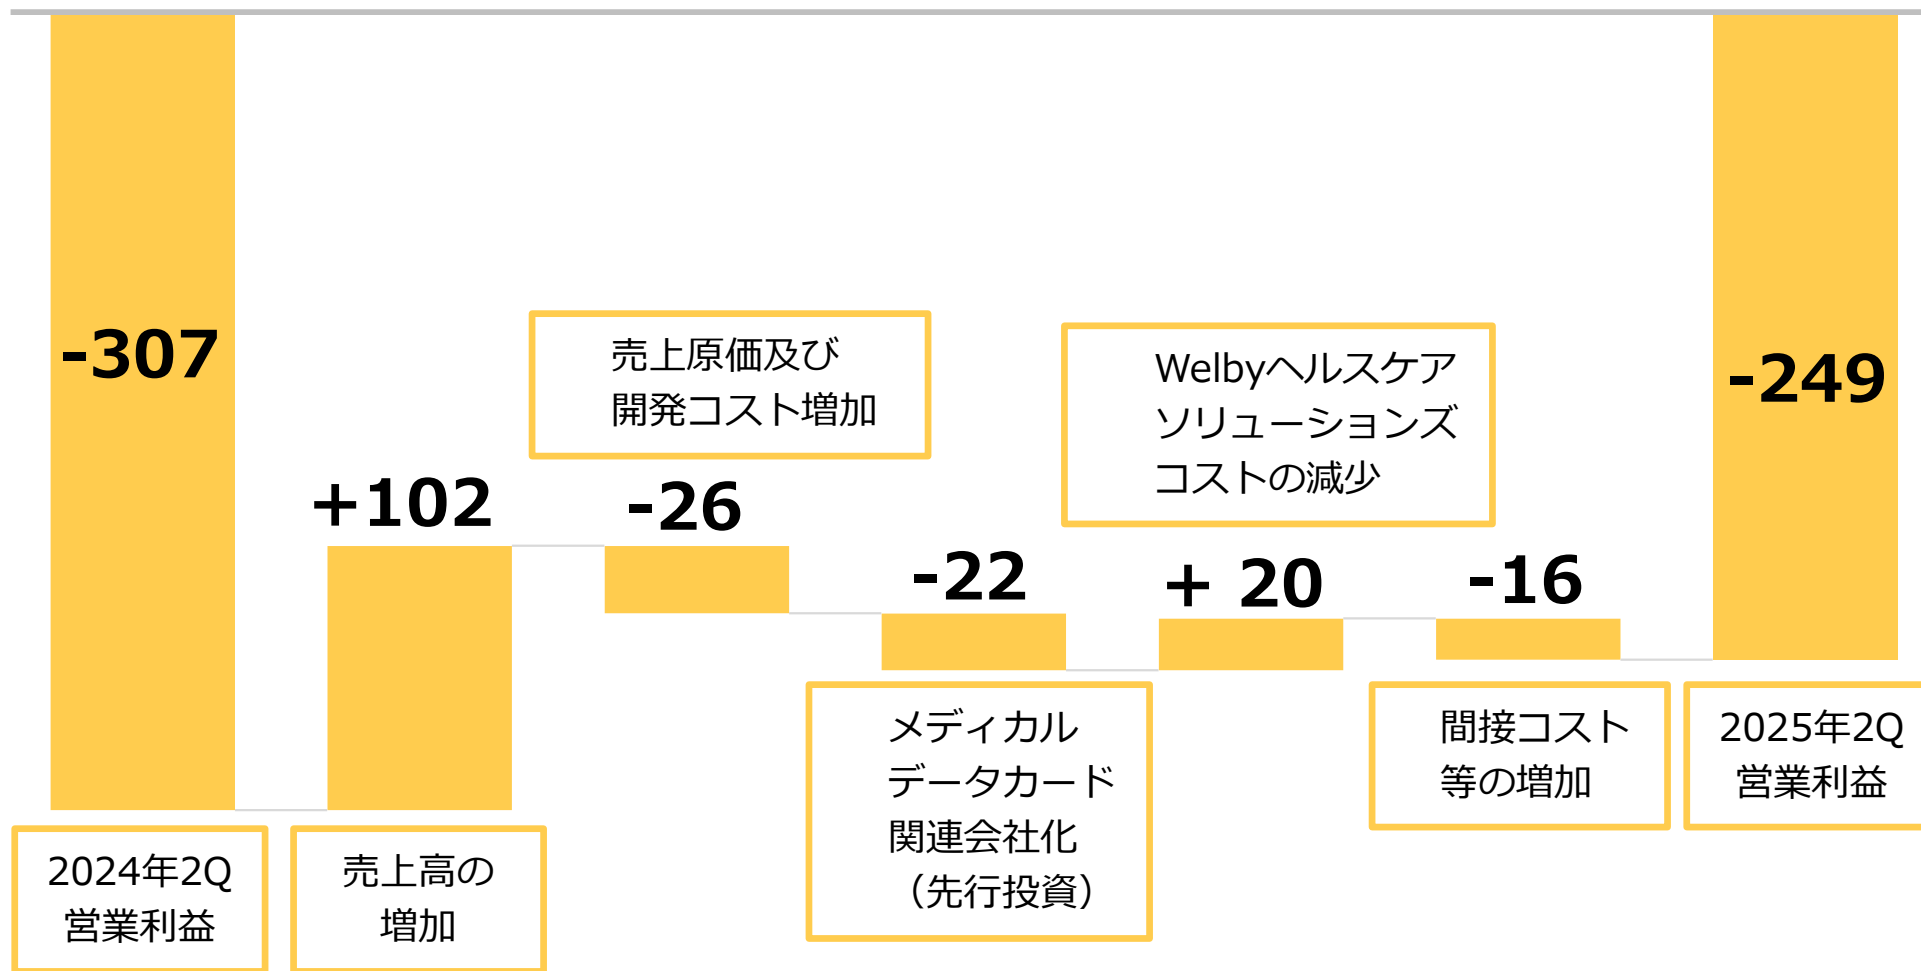 -307
2024年2Q
営業利益
+102
売上高の
増加
売上原価及び
開発コスト増加
-26
-22
メディカル
データカード
関連会社化
（先行投資）
Welbyヘルスケア
ソリューションズ
コストの減少
+ 20
-16
間接コスト
等の増加
-249
2025年2Q
営業利益